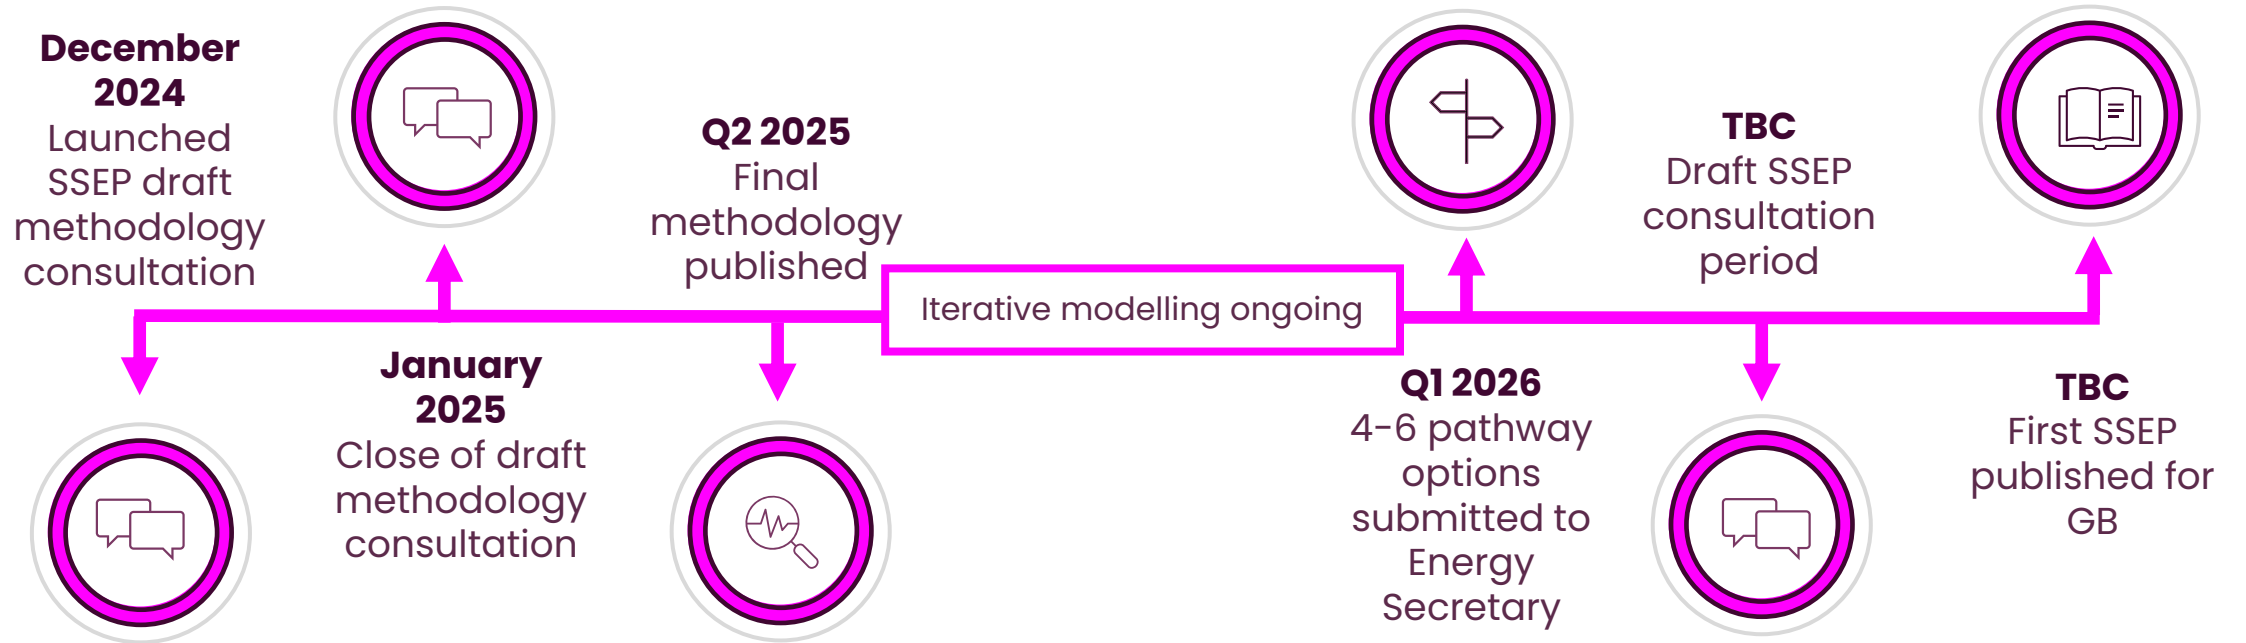 December
2024
Launched
SSEP draft
methodology
consultation
January
2025
Close of draft
methodology
consultation
Q2 2025
Final
methodology
published
Iterative modelling ongoing
Q1 2026
4-6 pathway
options
submitted to
Energy
Secretary
TBC
Draft SSEP
consultation
period
TBC
First SSEP
published for
GB